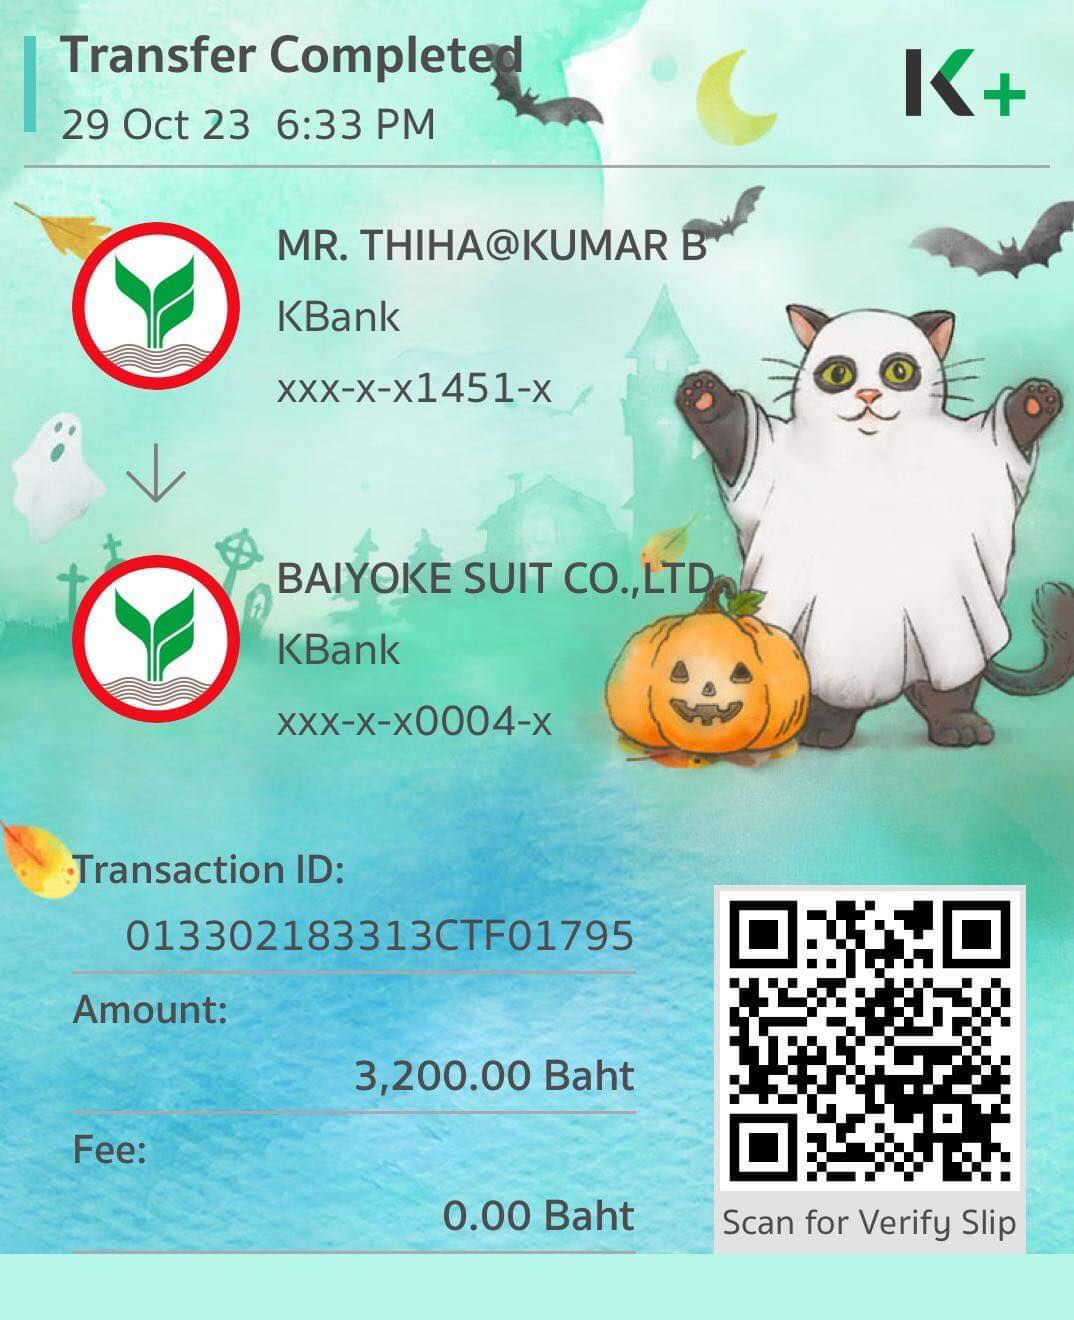 Transfer Completed
29 Oct 23 6:33 PM
K+
MR. THIHA@KUMAR B
KBank
xxx-x-x1451-x
BAIYOKE SUIT CO.,LTD.
KBank
xxx-x-x0004-x
Transaction ID:
013302183313CTF01795
Amount:
3,200.00 Baht
Fee:
0.00 Baht
Scan for Verify Slip